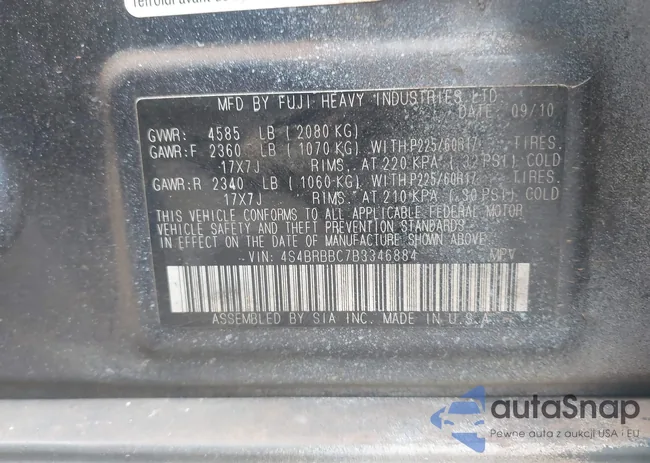 MFD BY FUJI HEAVY INDUSTRIES LTD.
DATE: 09/10
GVWR: 4585 LB (2080 KG)
GAWR:F 2360 LB (1070 KG) WITH P225/60R17 TIRES,
17X7J RIMS, AT 220 KPA (32 PSI) COLD
GAWR:R 2340 LB (1060 KG) WITH P225/60R17 TIRES,
17X7J RIMS, AT 210 KPA (30 PSI) COLD
THIS VEHICLE CONFORMS TO ALL APPLICABLE FEDERAL MOTOR
VEHICLE SAFETY AND THEFT PREVENTION STANDARDS
IN EFFECT ON THE DATE OF MANUFACTURE SHOWN ABOVE.
VIN: 4S4BRBBC7B3346884 MPV
ASSEMBLED BY SIA INC. MADE IN U.S.A.
autoSnap
Pewne auta z aukcji USA i EU